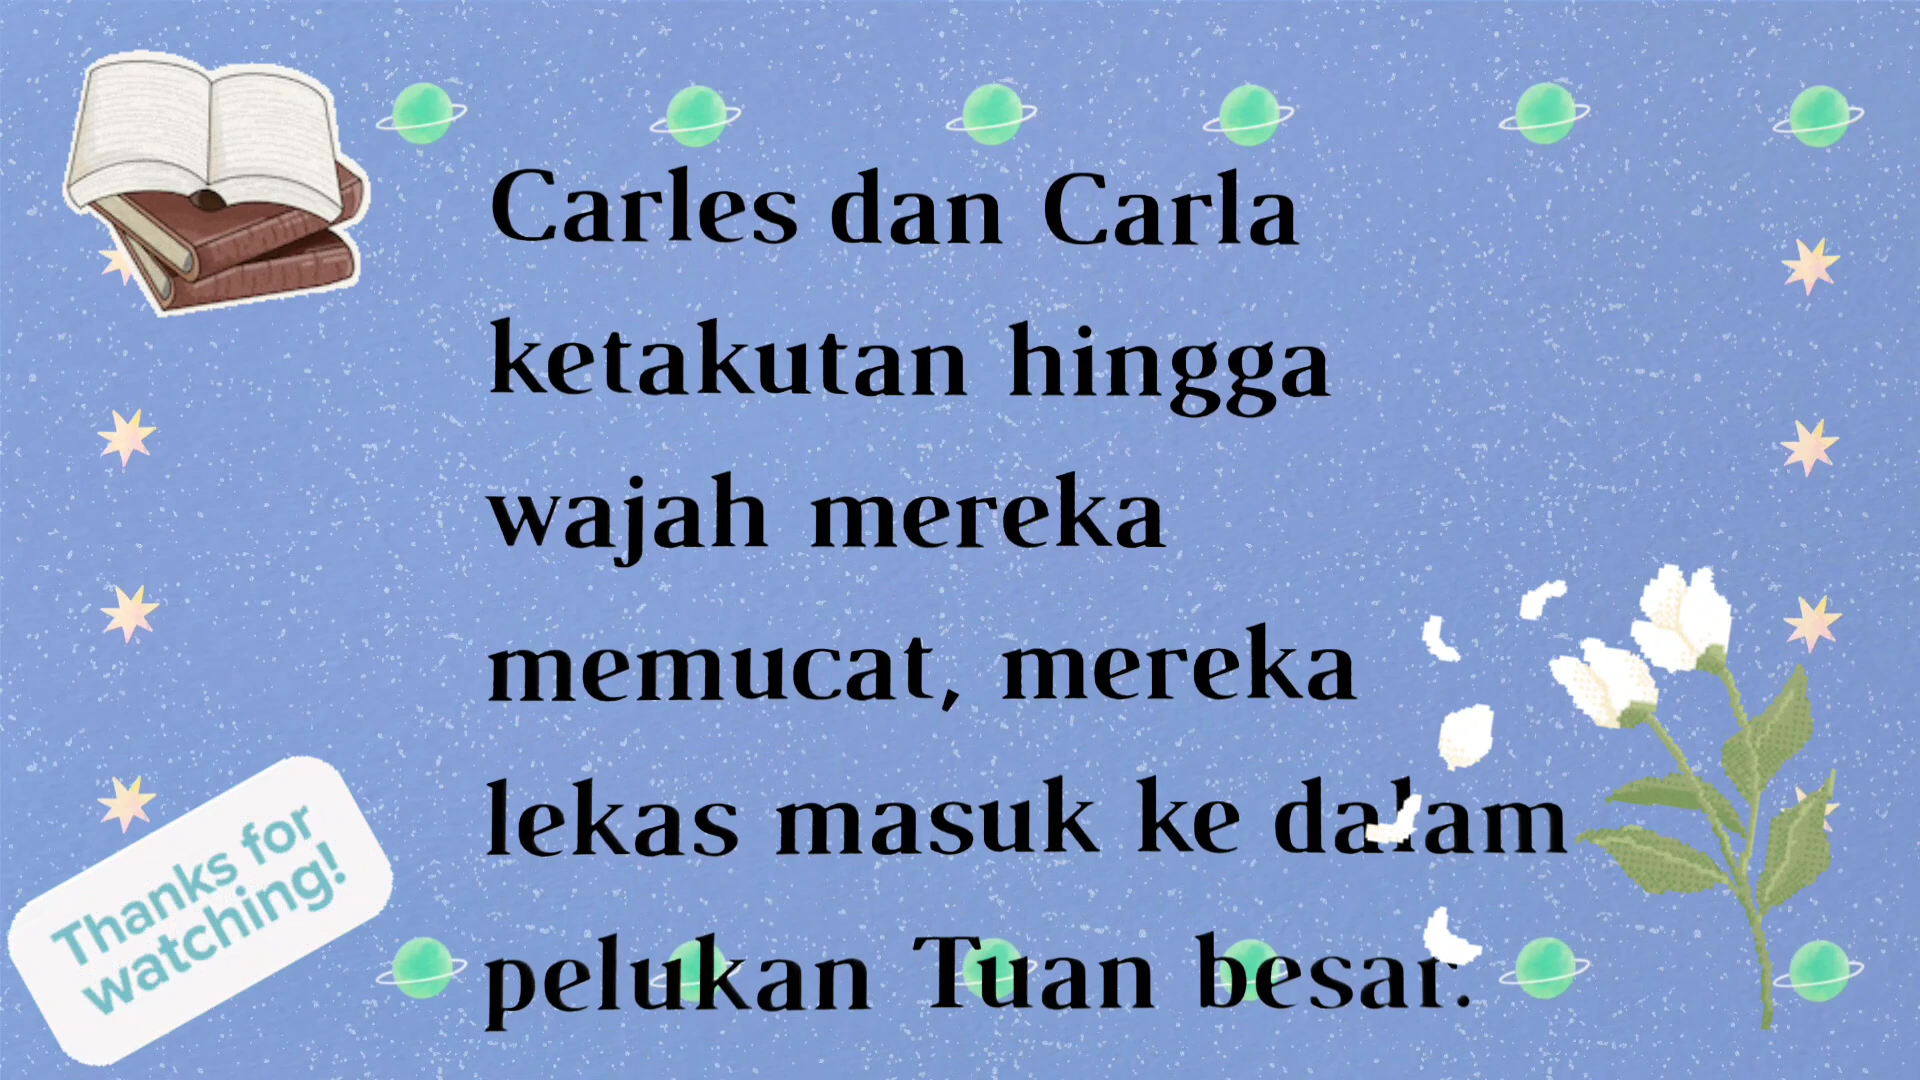 Carles dan Carla
ketakutan hingga
wajah mereka
memucat, mereka
lekas masuk ke dalam
pelukan Tuan besar.
Thanks for
watching!